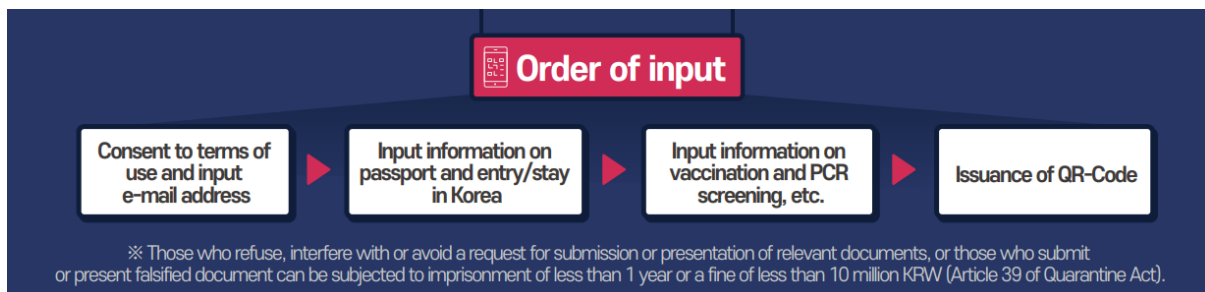 Order of input
Consent to terms of
use and input
e-mail address
Input information on
passport and entry/stay
in Korea
Input information on
vaccination and PCR
screening, etc.
Issuance of QR-Code
※ Those who refuse, interfere with or avoid a request for submission or presentation of relevant documents, or those who submit
or present falsified document can be subjected to imprisonment of less than 1 year or a fine of less than 10 million KRW (Article 39 of Quarantine Act).